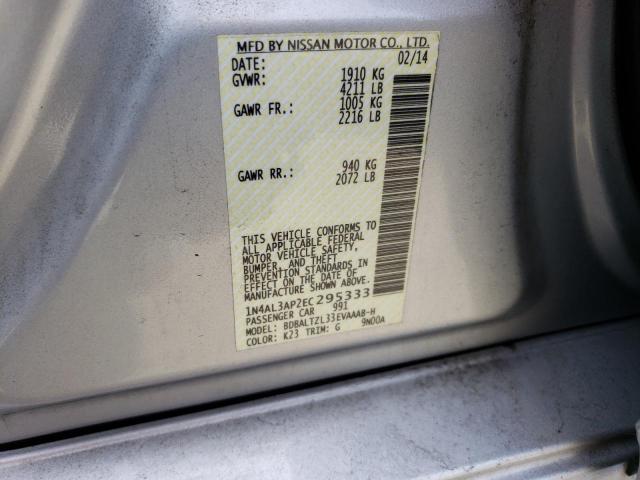 MFD BY NISSAN MOTOR CO., LTD.
DATE: 02/14
GVWR: 1910 KG
4211 LB
GAWR FR.: 1005 KG
2216 LB
GAWR RR.: 940 KG
2072 LB
THIS VEHICLE CONFORMS TO
ALL APPLICABLE FEDERAL
MOTOR VEHICLE SAFETY,
BUMPER, AND THEFT
PREVENTION STANDARDS IN
EFFECT ON THE DATE OF
MANUFACTURE SHOWN ABOVE.
1N4AL3AP2EC295333
PASSENGER CAR 991
MODEL: BDBALTZL33EVAAAB-H
COLOR: K23 TRIM: G 9N00A